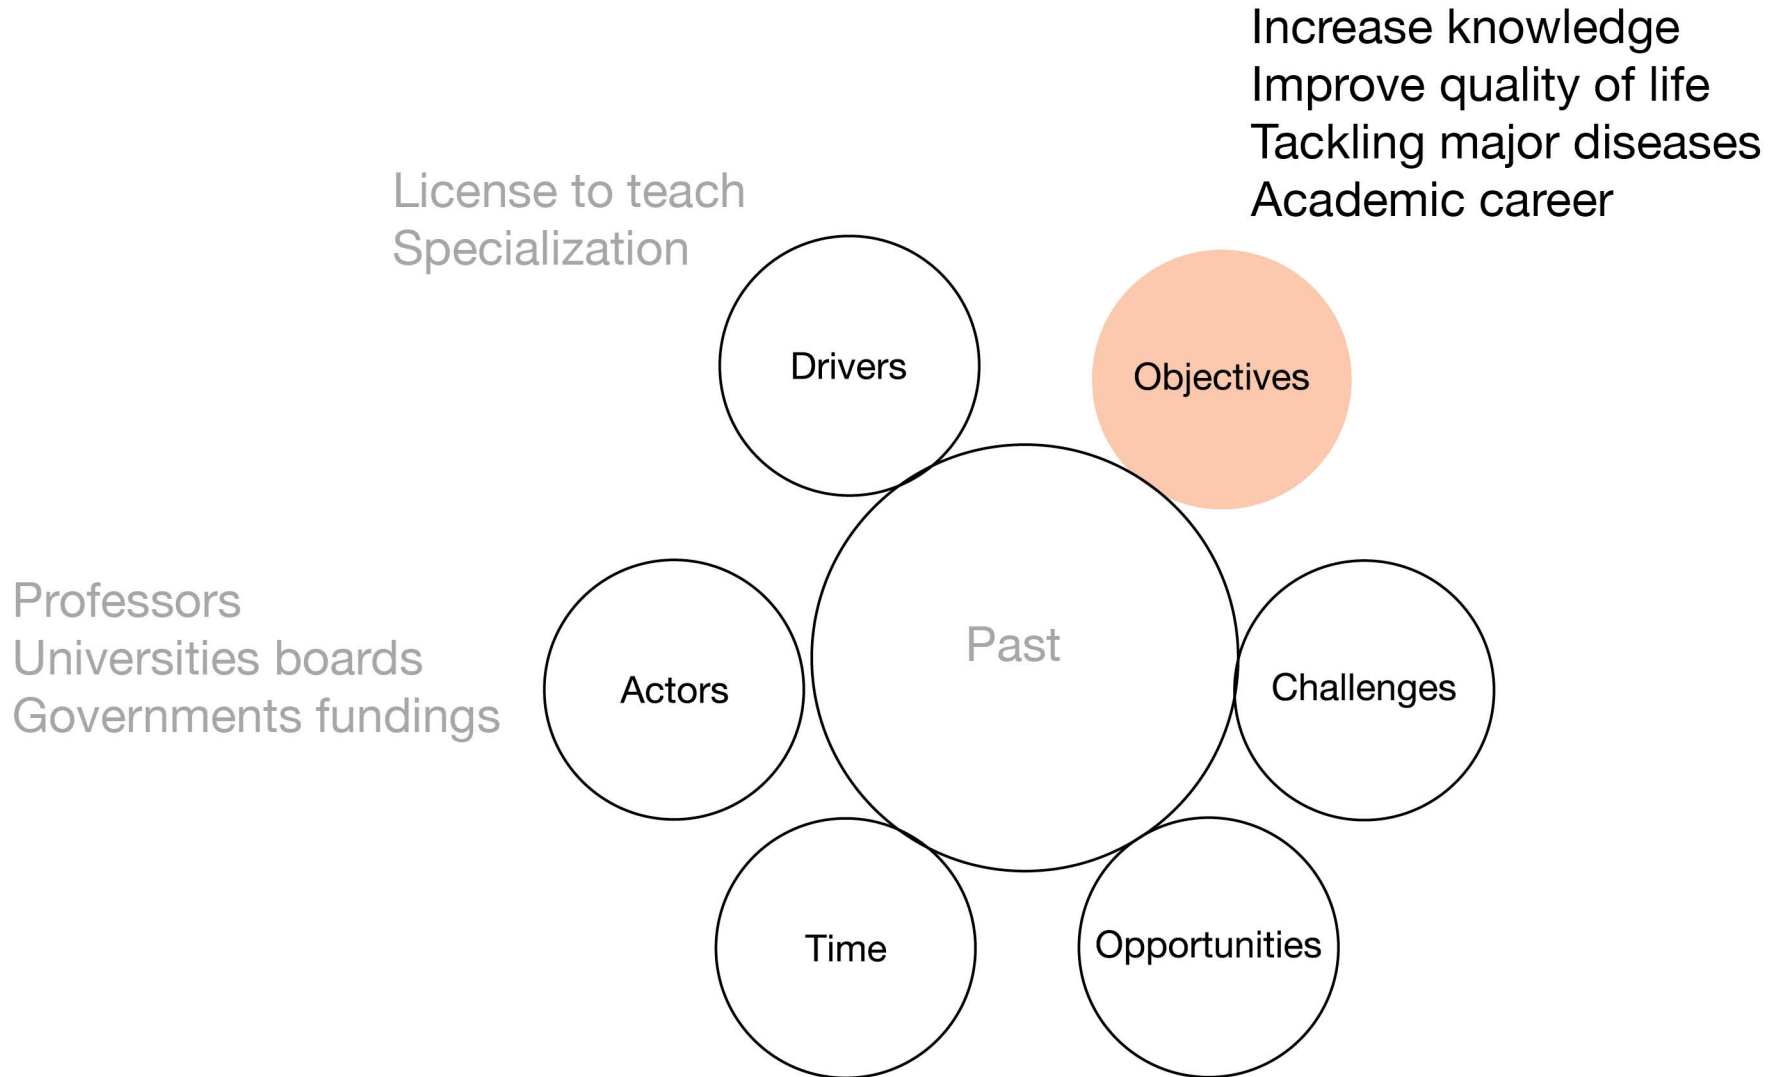 Increase knowledge
Improve quality of life
Tackling major diseases
Academic career
License to teach
Specialization
Drivers
Objectives
Professors
Universities boards
Governments fundings
Actors
Past
Challenges
Time
Opportunities